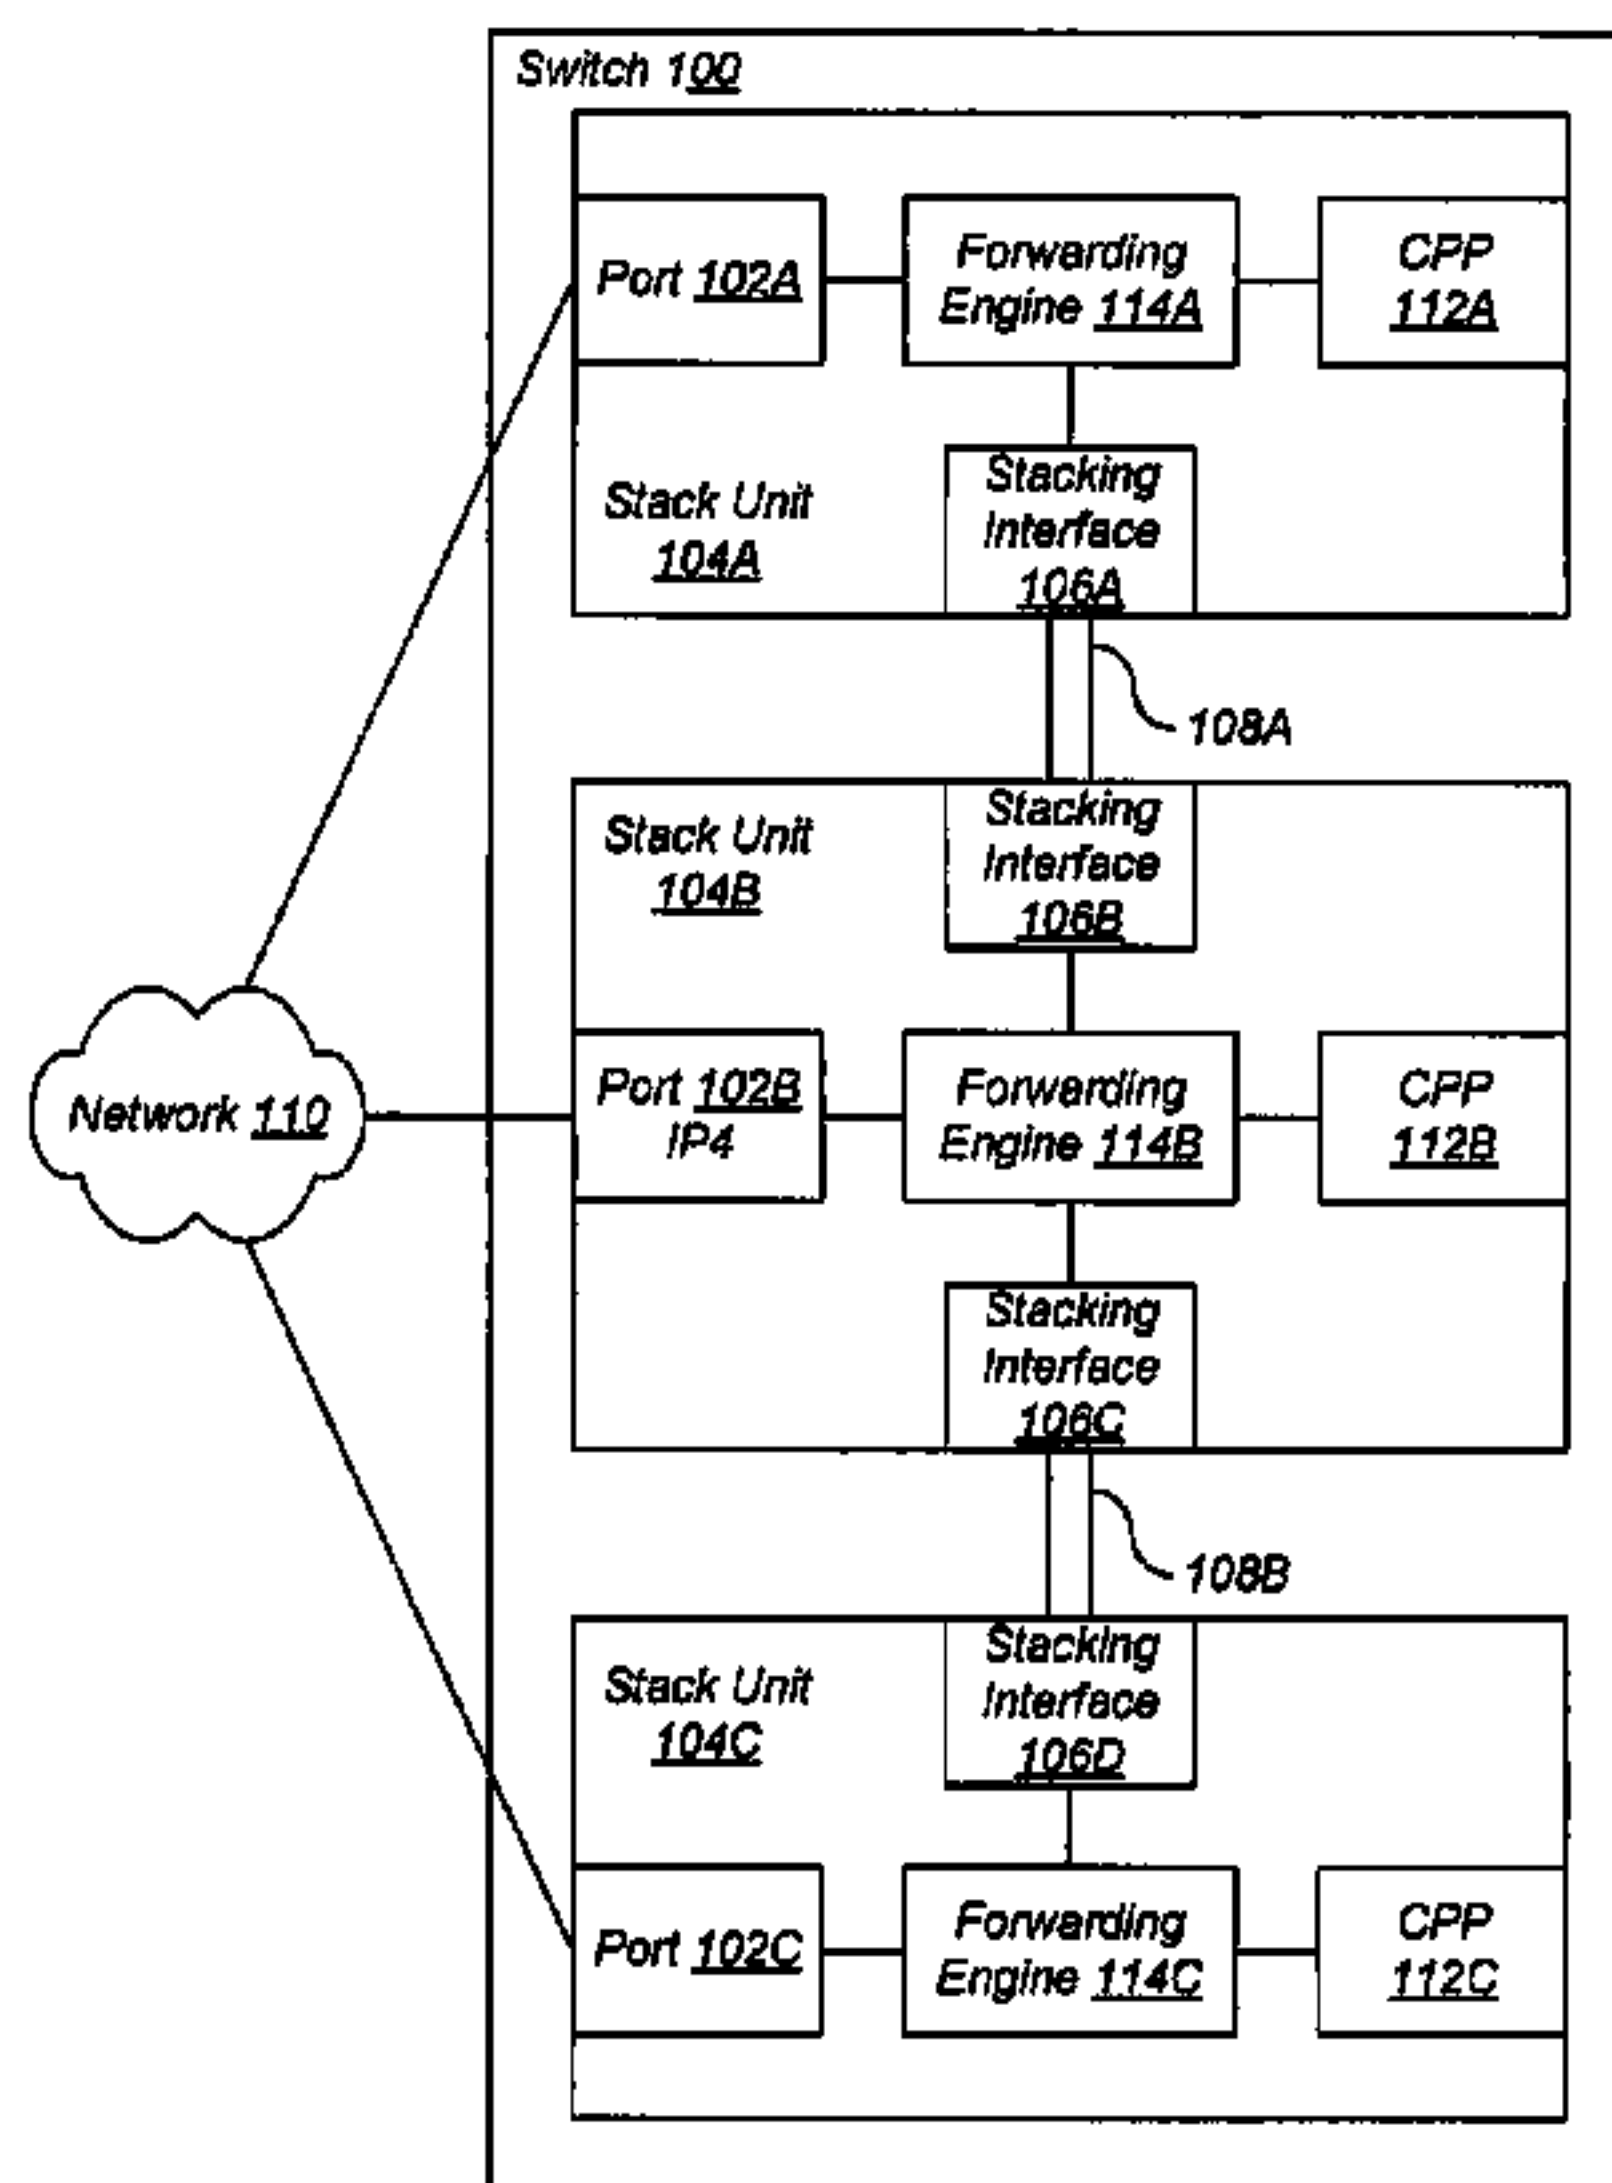 Switch 100
Port 102A
Forwarding
Engine 114A
CPP
112A
Stack Unit
104A
Stacking
Interface
106A
108A
Stack Unit
104B
Stacking
Interface
106B
Network 110
Port 102B
IP4
Forwarding
Engine 114B
CPP
112B
Stacking
Interface
106C
108B
Stack Unit
104C
Stacking
Interface
106D
Port 102C
Forwarding
Engine 114C
CPP
112C